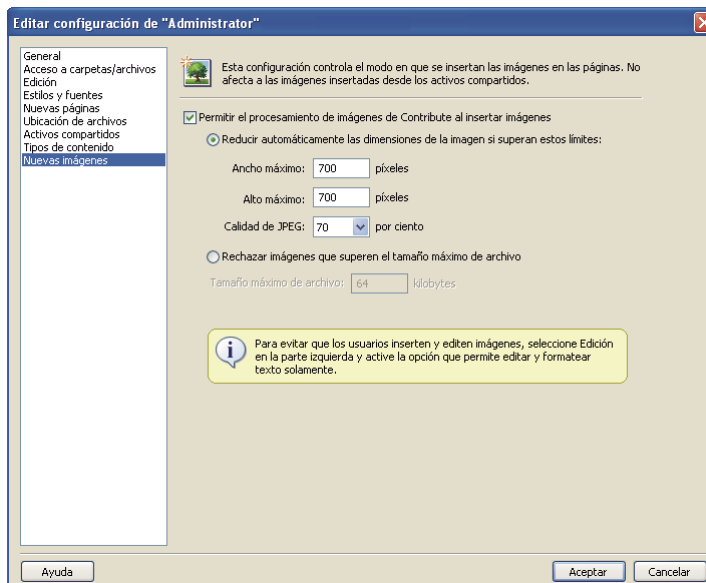 Editar configuración de "Administrator"
General
Acceso a carpetas/archivos
Edición
Estilos y fuentes
Nuevas páginas
Ubicación de archivos
Activos compartidos
Tipos de contenido
Nuevas imágenes
Esta configuración controla el modo en que se insertan las imágenes en las páginas. No
afecta a las imágenes insertadas desde los activos compartidos.
Permitir el procesamiento de imágenes de Contribute al insertar imágenes
Reducir automáticamente las dimensiones de la imagen si superan estos límites:
Ancho máximo: 700 píxeles
Alto máximo: 700 píxeles
Calidad de JPEG: 70 por ciento
Rechazar imágenes que superen el tamaño máximo de archivo
Tamaño máximo de archivo: 64 kilobytes
Para evitar que los usuarios inserten y editen imágenes, seleccione Edición
en la parte izquierda y active la opción que permite editar y formatear
texto solamente.
Ayuda Aceptar Cancelar